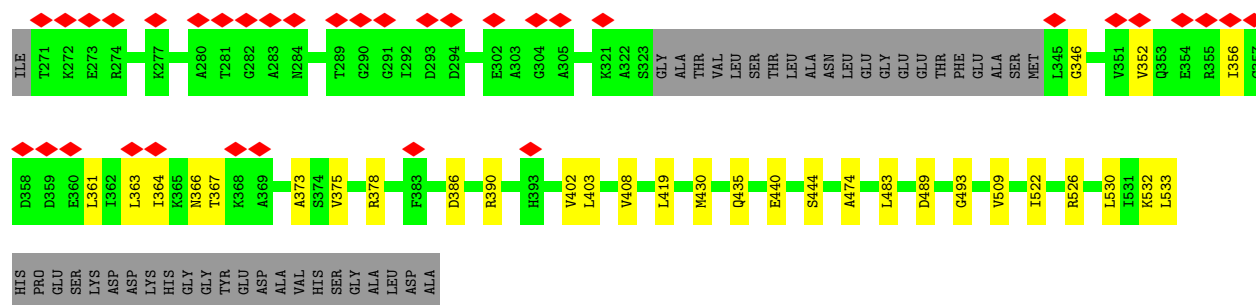 ILE T271 K272 E273 R274 K277 A280 T281 G282 A283 N284 T289 G290 G291 I292 D293 D294 E302 A303 G304 A305 K321 A322 S323 GLY ALA THR VAL LEU SER THR LEU ALA ASN LEU GLU GLY GLU GLU THR PHE GLU ALA SER MET L345 G346 V351 V352 Q353 E354 R355 I356
D358 D359 E360 L361 I362 L363 I364 K365 N366 T367 K368 A369 A373 S374 V375 R378 F383 D386 R390 H393 V402 L403 V408 L419 M430 Q435 E440 S444 A474 L483 D489 G493 V509 I522 R526 L530 I531 K532 L533
HIS PRO GLU SER LYS ASP ASP LYS HIS GLY GLY TYR GLU ASP ALA VAL HIS SER GLY ALA LEU ASP ALA